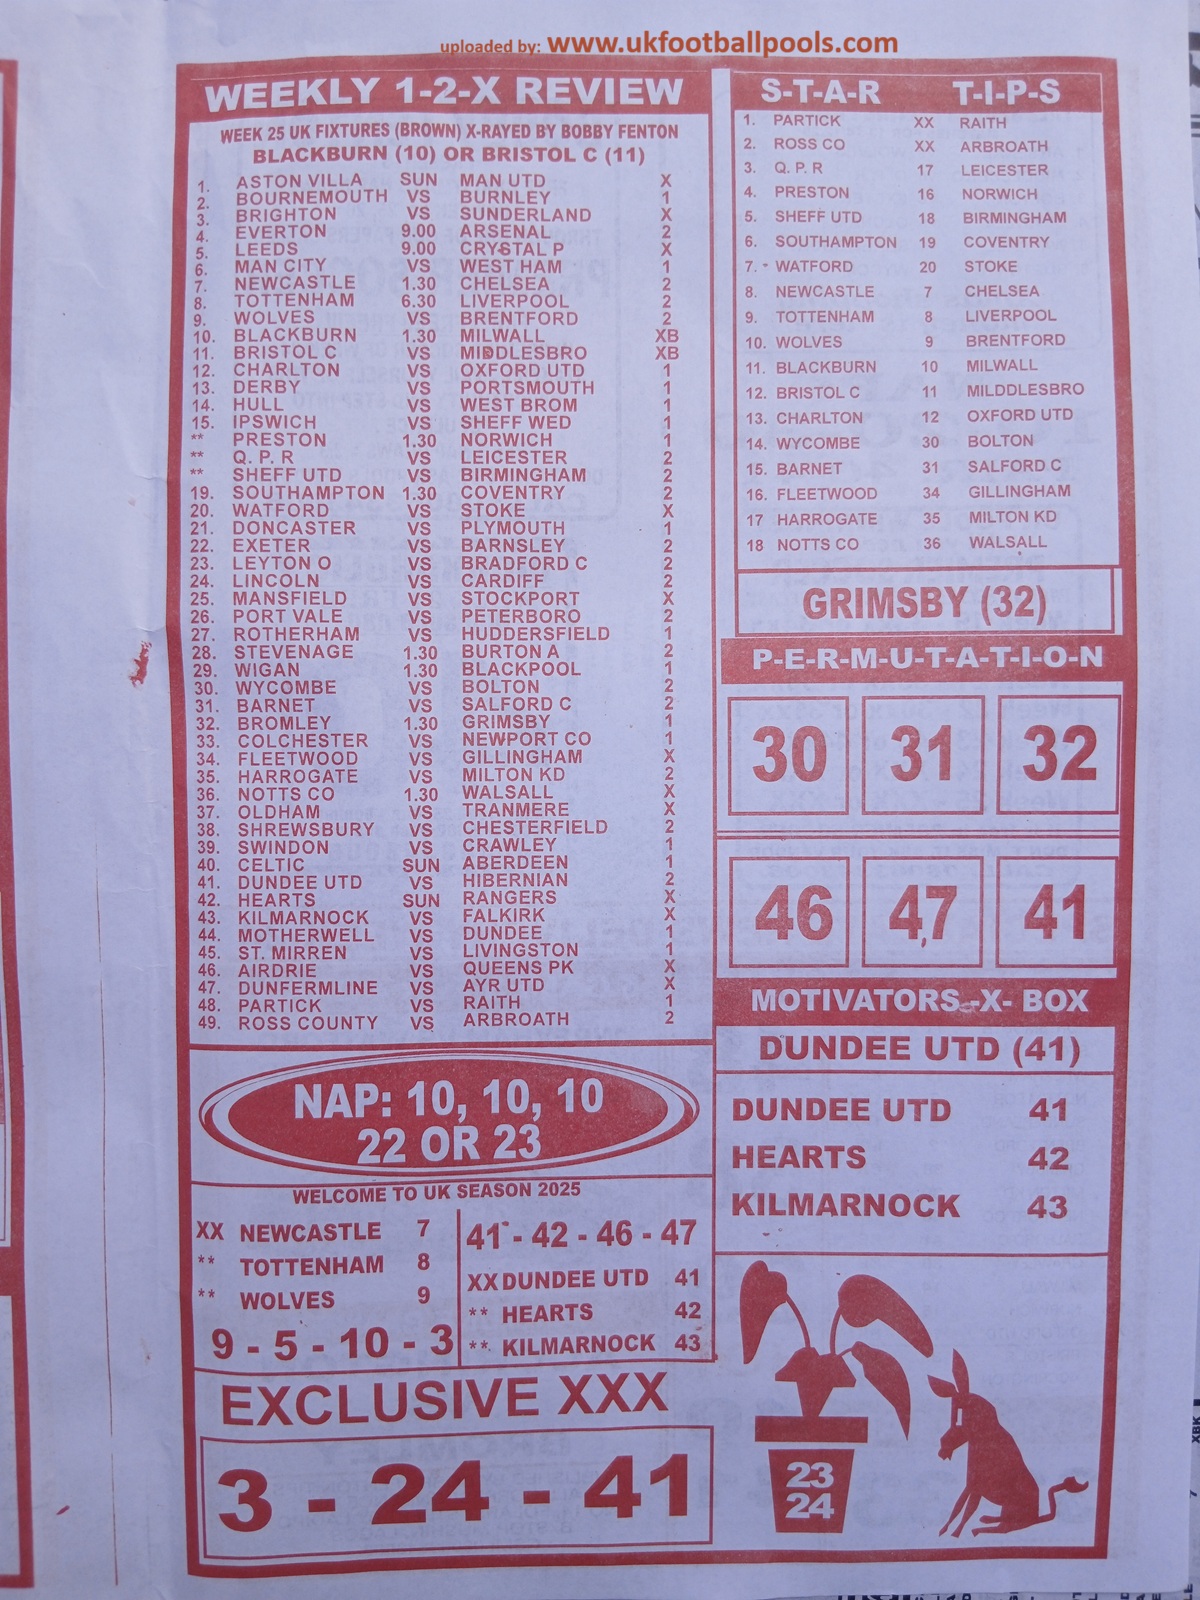 uploaded by: www.ukfootballpools.com
WEEKLY 1-2-X REVIEW
WEEK 25 UK FIXTURES (BROWN) X-RAYED BY BOBBY FENTON
BLACKBURN (10) OR BRISTOL C (11)
1. ASTON VILLA SUN MAN UTD X
2. BOURNEMOUTH VS BURNLEY 1
3. BRIGHTON VS SUNDERLAND X
4. EVERTON 9.00 ARSENAL 2
5. LEEDS 9.00 CRYSTAL P X
6. MAN CITY VS WEST HAM 1
7. NEWCASTLE 1.30 CHELSEA 2
8. TOTTENHAM 6.30 LIVERPOOL 2
9. WOLVES VS BRENTFORD 2
10. BLACKBURN 1.30 MILWALL XB
11. BRISTOL C VS MIDDLESBRO XB
12. CHARLTON VS OXFORD UTD 1
13. DERBY VS PORTSMOUTH 1
14. HULL VS WEST BROM 1
15. IPSWICH VS SHEFF WED 1
** PRESTON 1.30 NORWICH 1
** Q. P. R VS LEICESTER 2
** SHEFF UTD VS BIRMINGHAM 2
19. SOUTHAMPTON 1.30 COVENTRY 2
20. WATFORD VS STOKE X
21. DONCASTER VS PLYMOUTH 1
22. EXETER VS BARNSLEY 2
23. LEYTON O VS BRADFORD C 2
24. LINCOLN VS CARDIFF 2
25. MANSFIELD VS STOCKPORT X
26. PORT VALE VS PETERBORO 2
27. ROTHERHAM VS HUDDERSFIELD 1
28. STEVENAGE 1.30 BURTON A 2
29. WIGAN 1.30 BLACKPOOL 1
30. WYCOMBE VS BOLTON 2
31. BARNET VS SALFORD C 2
32. BROMLEY 1.30 GRIMSBY 1
33. COLCHESTER VS NEWPORT CO 1
34. FLEETWOOD VS GILLINGHAM X
35. HARROGATE VS MILTON KD 2
36. NOTTS CO 1.30 WALSALL X
37. OLDHAM VS TRANMERE X
38. SHREWSBURY VS CHESTERFIELD 2
39. SWINDON VS CRAWLEY 1
40. CELTIC SUN ABERDEEN 1
41. DUNDEE UTD VS HIBERNIAN 2
42. HEARTS SUN RANGERS X
43. KILMARNOCK VS FALKIRK X
44. MOTHERWELL VS DUNDEE 1
45. ST. MIRREN VS LIVINGSTON 1
46. AIRDRIE VS QUEENS PK X
47. DUNFERMLINE VS AYR UTD X
48. PARTICK VS RAITH 1
49. ROSS COUNTY VS ARBROATH 2
NAP: 10, 10, 10
22 OR 23
WELCOME TO UK SEASON 2025
XX NEWCASTLE 7
** TOTTENHAM 8
** WOLVES 9
9 - 5 - 10 - 3
41 - 42 - 46 - 47
XX DUNDEE UTD 41
** HEARTS 42
** KILMARNOCK 43
EXCLUSIVE XXX
3 - 24 - 41
S-T-A-R T-I-P-S
1. PARTICK XX RAITH
2. ROSS CO XX ARBROATH
3. Q. P. R 17 LEICESTER
4. PRESTON 16 NORWICH
5. SHEFF UTD 18 BIRMINGHAM
6. SOUTHAMPTON 19 COVENTRY
7. WATFORD 20 STOKE
8. NEWCASTLE 7 CHELSEA
9. TOTTENHAM 8 LIVERPOOL
10. WOLVES 9 BRENTFORD
11. BLACKBURN 10 MILWALL
12. BRISTOL C 11 MILDDLESBRO
13. CHARLTON 12 OXFORD UTD
14. WYCOMBE 30 BOLTON
15. BARNET 31 SALFORD C
16. FLEETWOOD 34 GILLINGHAM
17 HARROGATE 35 MILTON KD
18 NOTTS CO 36 WALSALL
GRIMSBY (32)
P-E-R-M-U-T-A-T-I-O-N
30 31 32
46 47 41
MOTIVATORS -X- BOX
DUNDEE UTD (41)
DUNDEE UTD 41
HEARTS 42
KILMARNOCK 43
23
24